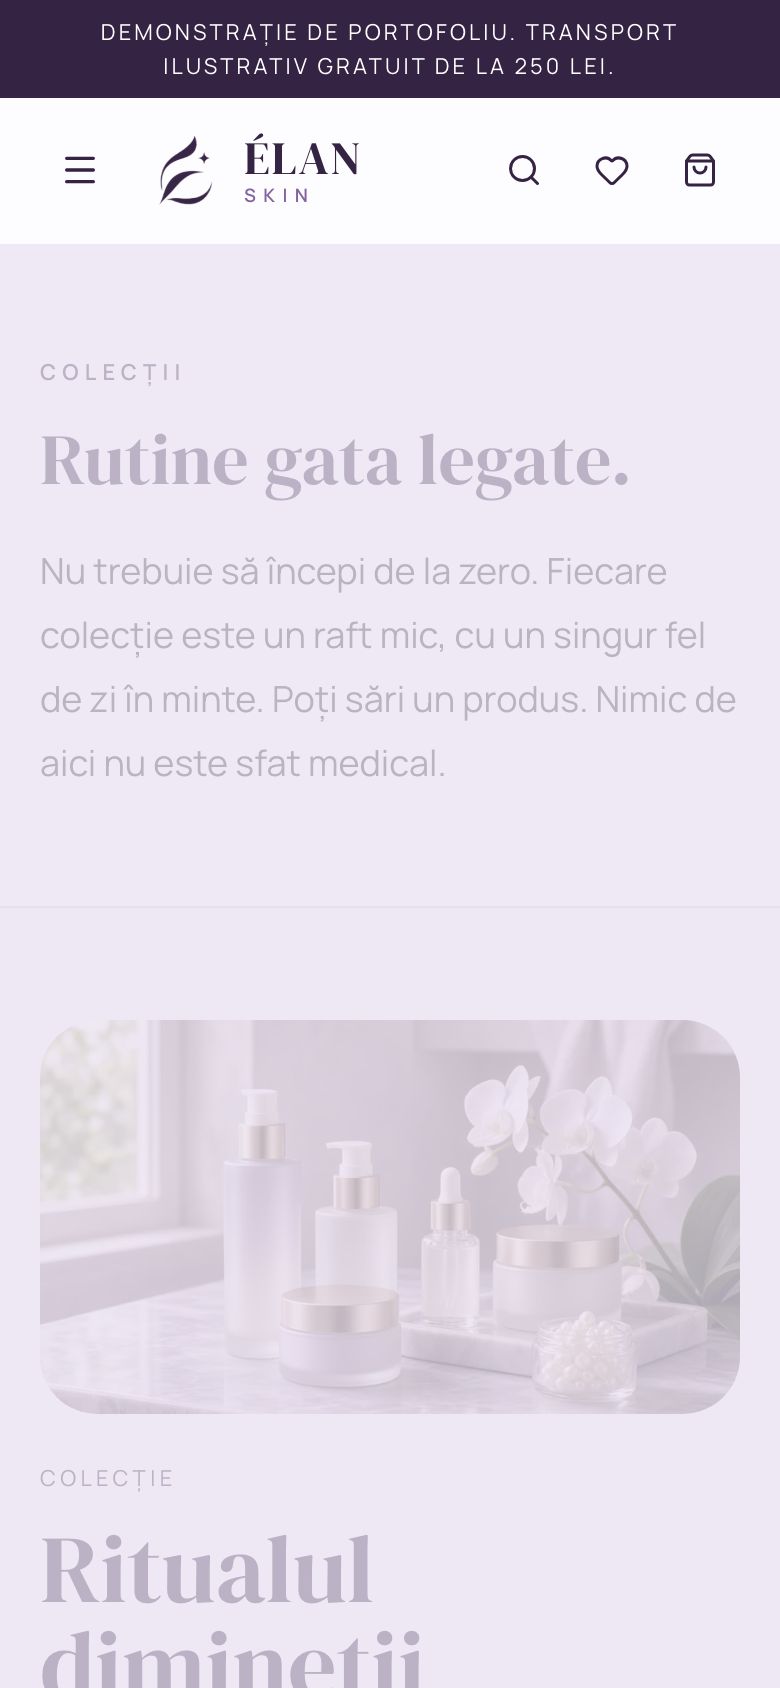 DEMONSTRAȚIE DE PORTOFOLIU. TRANSPORT
ILUSTRATIV GRATUIT DE LA 250 LEI.
ÉLAN
SKIN
COLECȚII
Rutine gata legate.
Nu trebuie să începi de la zero. Fiecare
colecție este un raft mic, cu un singur fel
de zi în minte. Poți sări un produs. Nimic de
aici nu este sfat medical.
COLECȚIE
Ritualul
dimineții